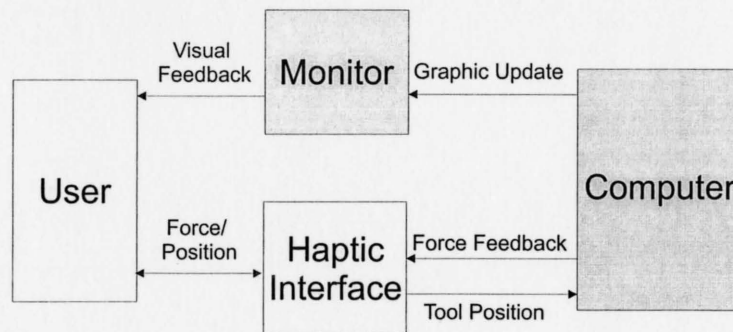 Visual
Feedback
Monitor
Graphic Update
User
Computer
Force/
Position
Haptic
Interface
Force Feedback
Tool Position